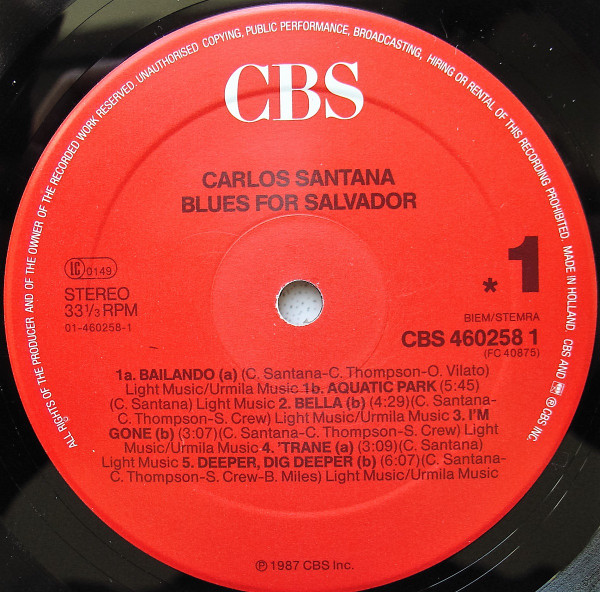 ALL RIGHTS OF THE PRODUCER AND OF THE OWNER OF THE RECORDED WORK RESERVED. UNAUTHORISED COPYING, PUBLIC PERFORMANCE, BROADCASTING, HIRING OR RENTAL OF THIS RECORDING PROHIBITED. MADE IN HOLLAND. CBS AND ARE ® CBS INC.
CBS
CARLOS SANTANA
BLUES FOR SALVADOR
LC 0149
STEREO
33 1/3 RPM
01-460258-1
* 1
BIEM/STEMRA
CBS 460258 1
(FC 40875)
1a. BAILANDO (a) (C. Santana-C. Thompson-O. Vilato)
Light Music/Urmila Music 1b. AQUATIC PARK (5:45)
(C. Santana) Light Music 2. BELLA (b) (4:29)(C. Santana-
C. Thompson-S. Crew) Light Music/Urmila Music 3. I'M
GONE (b) (3:07)(C. Santana-C. Thompson-S. Crew) Light
Music/Urmila Music 4. 'TRANE (a) (3:09)(C. Santana)
Light Music 5. DEEPER, DIG DEEPER (b) (6:07)(C. Santana-
C. Thompson-S. Crew-B. Miles) Light Music/Urmila Music
℗ 1987 CBS Inc.